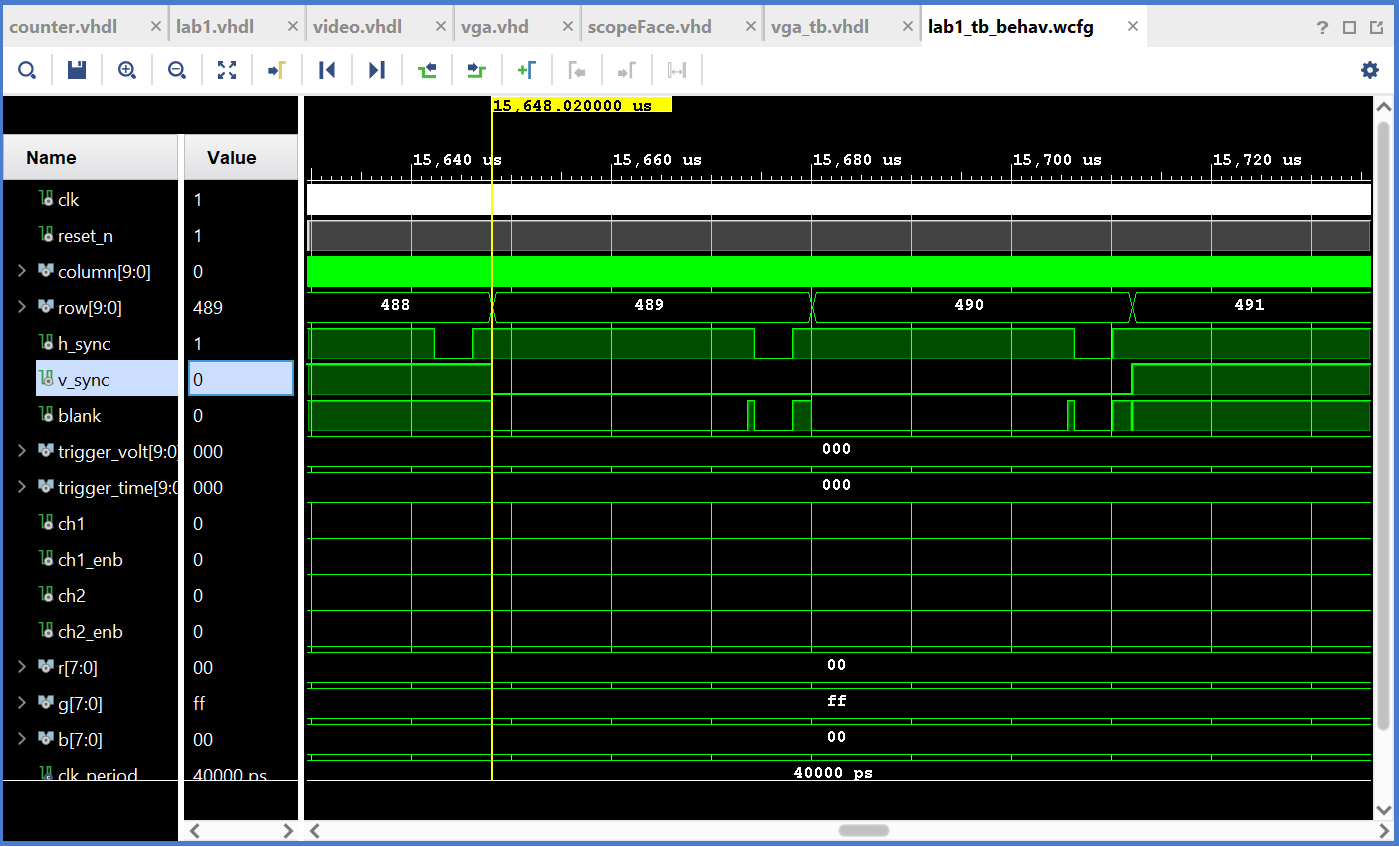 counter.vhdl lab1.vhdl video.vhdl vga.vhd scopeFace.vhd vga_tb.vhdl lab1_tb_behav.wcfg
15,648.020000 us
Name Value
15,640 us 15,660 us 15,680 us 15,700 us 15,720 us
clk 1
reset_n 1
column[9:0] 0
row[9:0] 489 488 489 490 491
h_sync 1
v_sync 0
blank 0
trigger_volt[9:0] 000 000
trigger_time[9:0 000 000
ch1 0
ch1_enb 0
ch2 0
ch2_enb 0
r[7:0] 00 00
g[7:0] ff ff
b[7:0] 00 00
clk_period 40000 ps 40000 ps